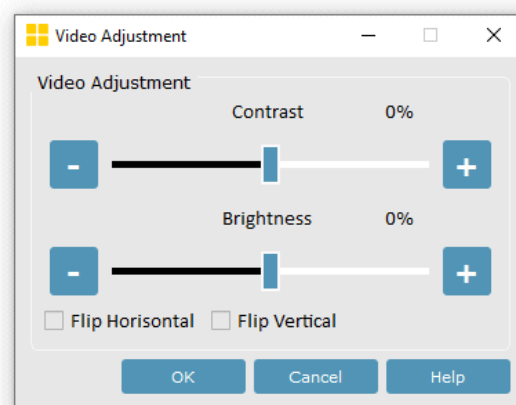 Video Adjustment
Video Adjustment
Contrast 0%
- +
Brightness 0%
- +
Flip Horisontal Flip Vertical
OK Cancel Help